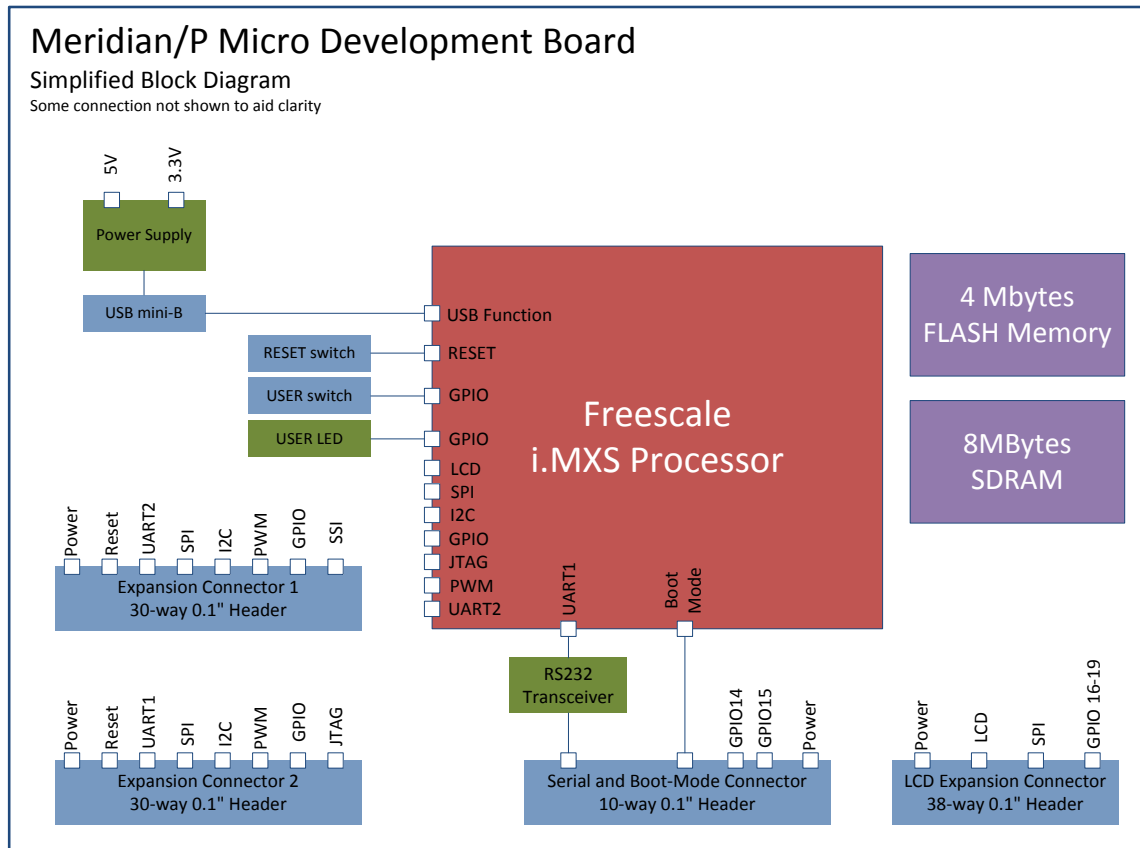 Meridian/P Micro Development Board
Simplified Block Diagram
Some connection not shown to aid clarity
5V
3.3V
Power Supply
USB mini-B
RESET switch
USER switch
USER LED
USB Function
RESET
GPIO
GPIO
LCD
SPI
I2C
GPIO
JTAG
PWM
UART2
Freescale
i.MXS Processor
UART1
Boot
Mode
4 Mbytes
FLASH Memory
8MBytes
SDRAM
Power
Reset
UART2
SPI
I2C
PWM
GPIO
SSI
Expansion Connector 1
30-way 0.1" Header
RS232
Transceiver
Power
Reset
UART1
SPI
I2C
PWM
GPIO
JTAG
Expansion Connector 2
30-way 0.1" Header
GPIO14
GPIO15
Power
Serial and Boot-Mode Connector
10-way 0.1" Header
Power
LCD
SPI
GPIO 16-19
LCD Expansion Connector
38-way 0.1" Header